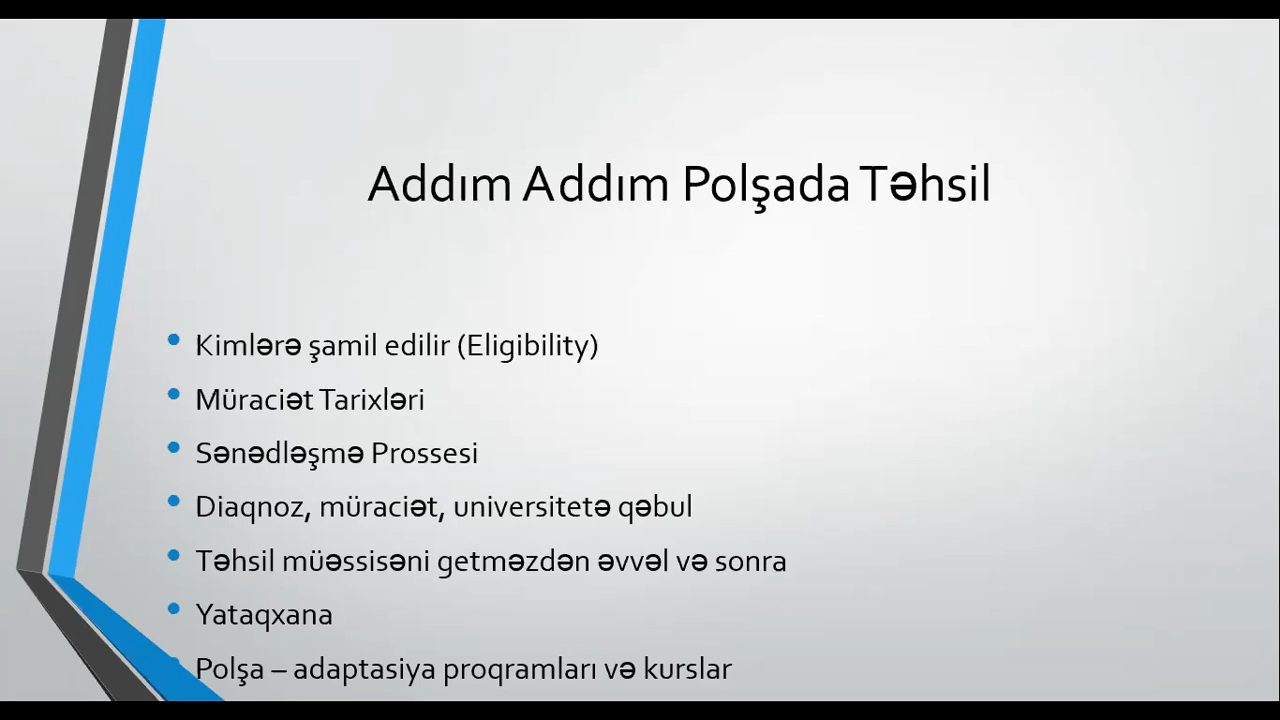 Addım Addım Polşada Təhsil
• Kimlərə şamil edilir (Eligibility)
• Müraciət Tarixləri
• Sənədləşmə Prossesi
• Diaqnoz, müraciət, universitetə qəbul
• Təhsil müəssisəni getməzdən əvvəl və sonra
• Yataqxana
• Polşa – adaptasiya proqramları və kurslar